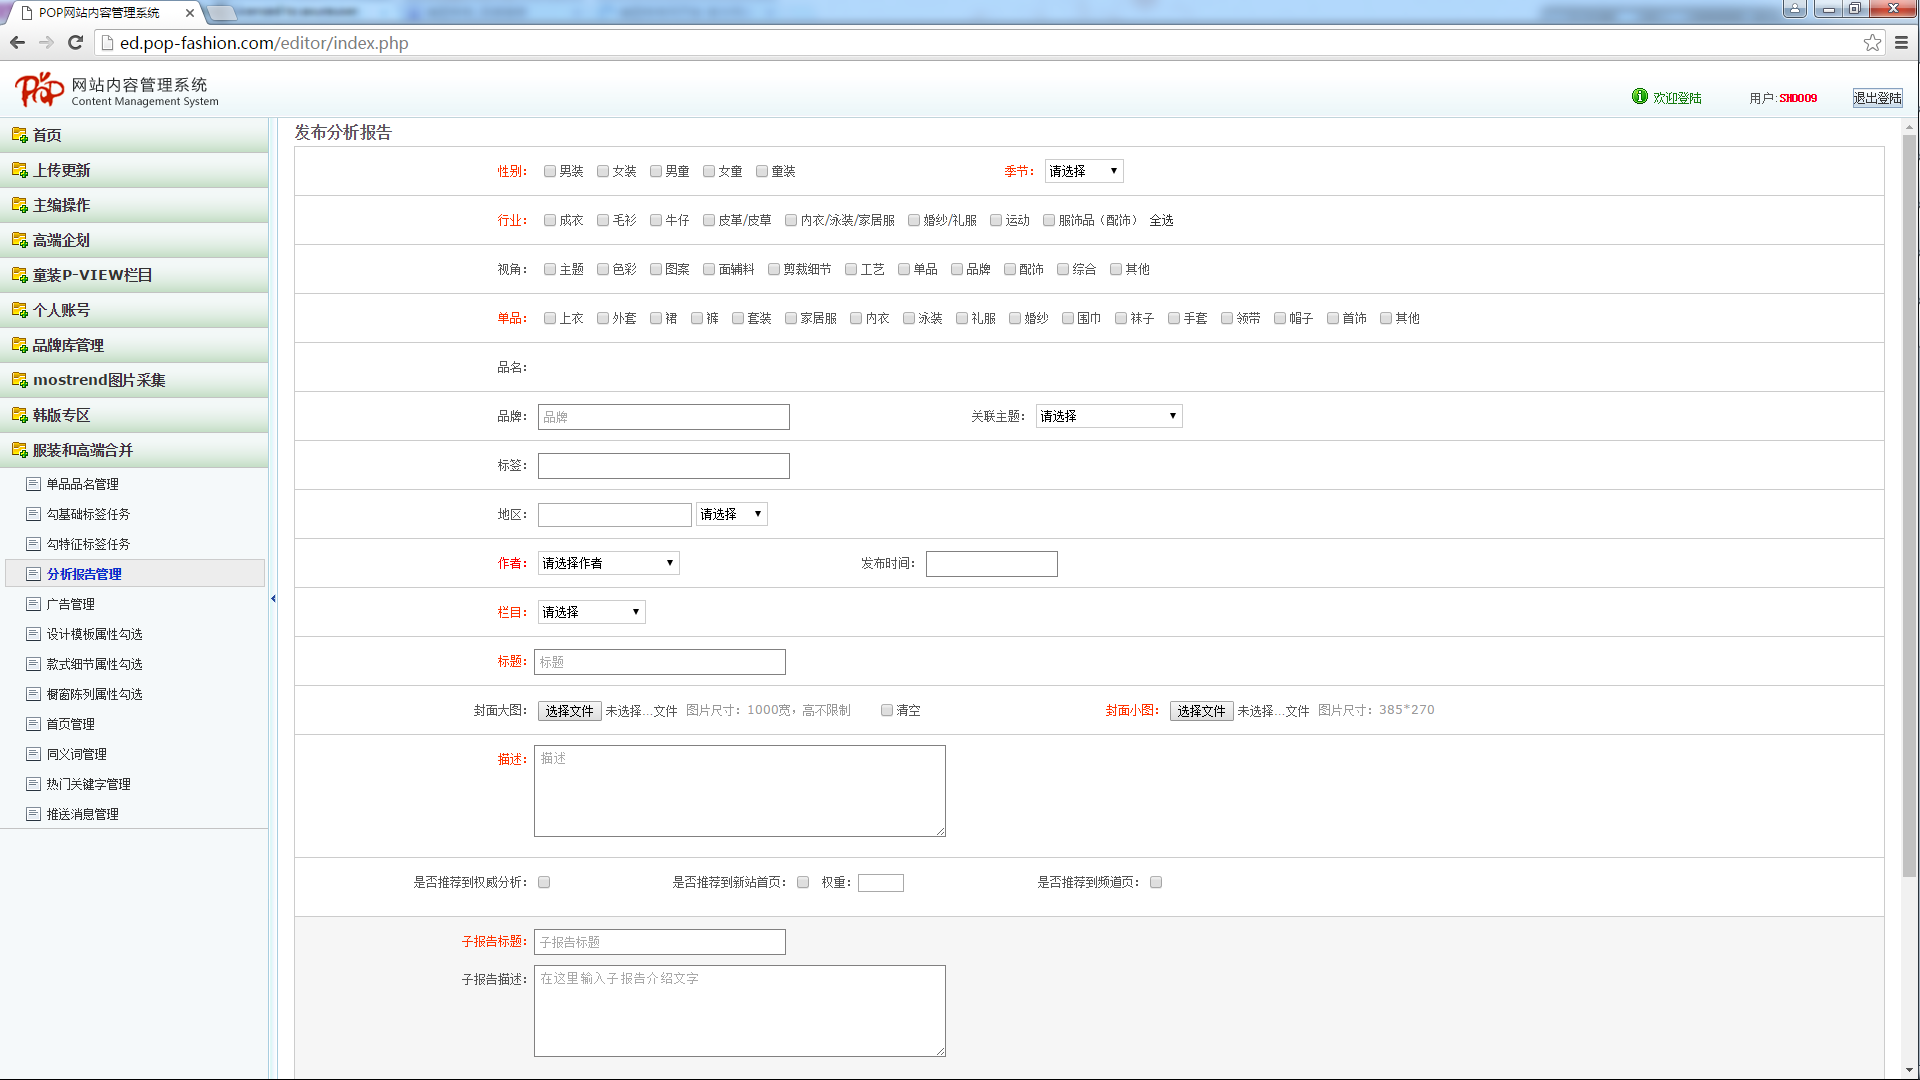 POP网站内容管理系统
ed.pop-fashion.com/editor/index.php
POP 网站内容管理系统
Content Management System
欢迎登陆 用户:SHD009 退出登陆
首页
上传更新
主编操作
高端企划
童装P-VIEW栏目
个人账号
品牌库管理
mostrend图片采集
韩版专区
服装和高端合并
单品品名管理
勾基础标签任务
勾特征标签任务
分析报告管理
广告管理
设计模板属性勾选
款式细节属性勾选
橱窗陈列属性勾选
首页管理
同义词管理
热门关键字管理
推送消息管理
发布分析报告
性别: 男装 女装 男童 女童 童装 季节: 请选择
行业: 成衣 毛衫 牛仔 皮革/皮草 内衣/泳装/家居服 婚纱/礼服 运动 服饰品（配饰） 全选
视角: 主题 色彩 图案 面辅料 剪裁细节 工艺 单品 品牌 配饰 综合 其他
单品: 上衣 外套 裙 裤 套装 家居服 内衣 泳装 礼服 婚纱 围巾 袜子 手套 领带 帽子 首饰 其他
品名:
品牌: 品牌 关联主题: 请选择
标签:
地区: 请选择
作者: 请选择作者 发布时间:
栏目: 请选择
标题: 标题
封面大图: 选择文件 未选择...文件 图片尺寸: 1000宽，高不限制 清空 封面小图: 选择文件 未选择...文件 图片尺寸: 385*270
描述: 描述
是否推荐到权威分析: 是否推荐到新站首页: 权重: 是否推荐到频道页:
子报告标题: 子报告标题
子报告描述: 在这里输入子报告介绍文字